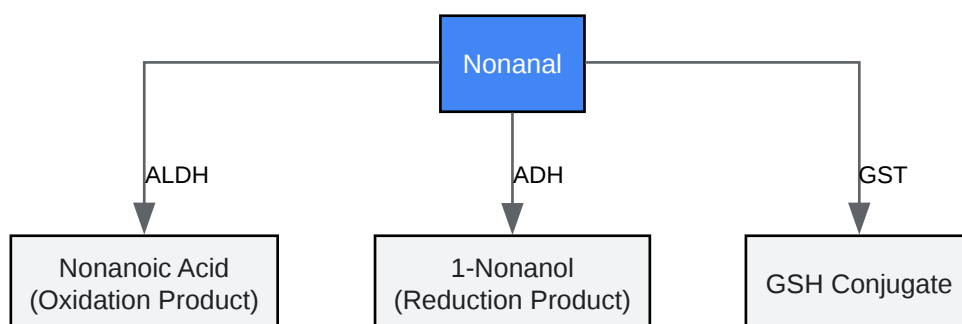 Nonanal
ALDH
ADH
GST
Nonanoic Acid
(Oxidation Product)
1-Nonanol
(Reduction Product)
GSH Conjugate